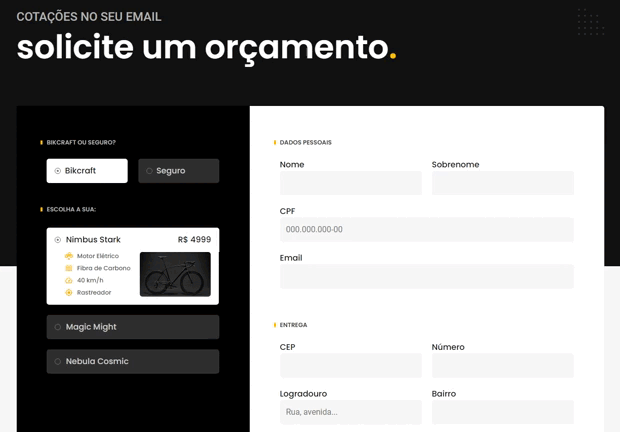 COTAÇÕES NO SEU EMAIL
solicite um orçamento.
BIKCRAFT OU SEGURO?
Bikcraft
Seguro
ESCOLHA A SUA:
Nimbus Stark R$ 4999
Motor Elétrico
Fibra de Carbono
40 km/h
Rastreador
Magic Might
Nebula Cosmic
DADOS PESSOAIS
Nome Sobrenome
CPF
000.000.000-00
Email
ENTREGA
CEP Número
Logradouro Bairro
Rua, avenida...